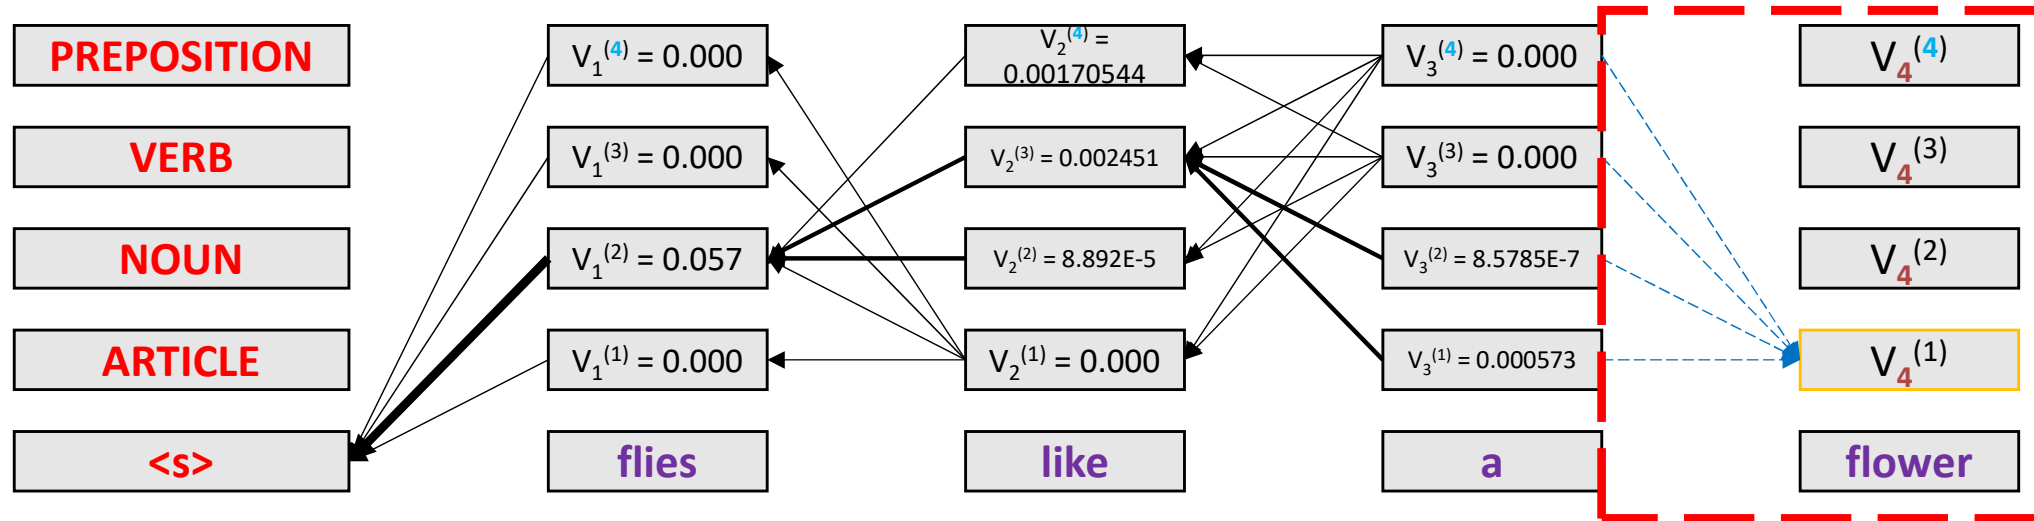 PREPOSITION V₁⁽⁴⁾ = 0.000 V₂⁽⁴⁾ = 0.00170544 V₃⁽⁴⁾ = 0.000 V₄⁽⁴⁾
VERB V₁⁽³⁾ = 0.000 V₂⁽³⁾ = 0.002451 V₃⁽³⁾ = 0.000 V₄⁽³⁾
NOUN V₁⁽²⁾ = 0.057 V₂⁽²⁾ = 8.892E-5 V₃⁽²⁾ = 8.5785E-7 V₄⁽²⁾
ARTICLE V₁⁽¹⁾ = 0.000 V₂⁽¹⁾ = 0.000 V₃⁽¹⁾ = 0.000573 V₄⁽¹⁾
<s> flies like a flower